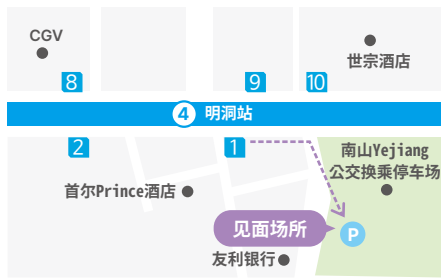 CGV
世宗酒店
8
9
10
4 明洞站
2
1
南山Yejiang
公交换乘停车场
首尔Prince酒店
见面场所
P
友利银行